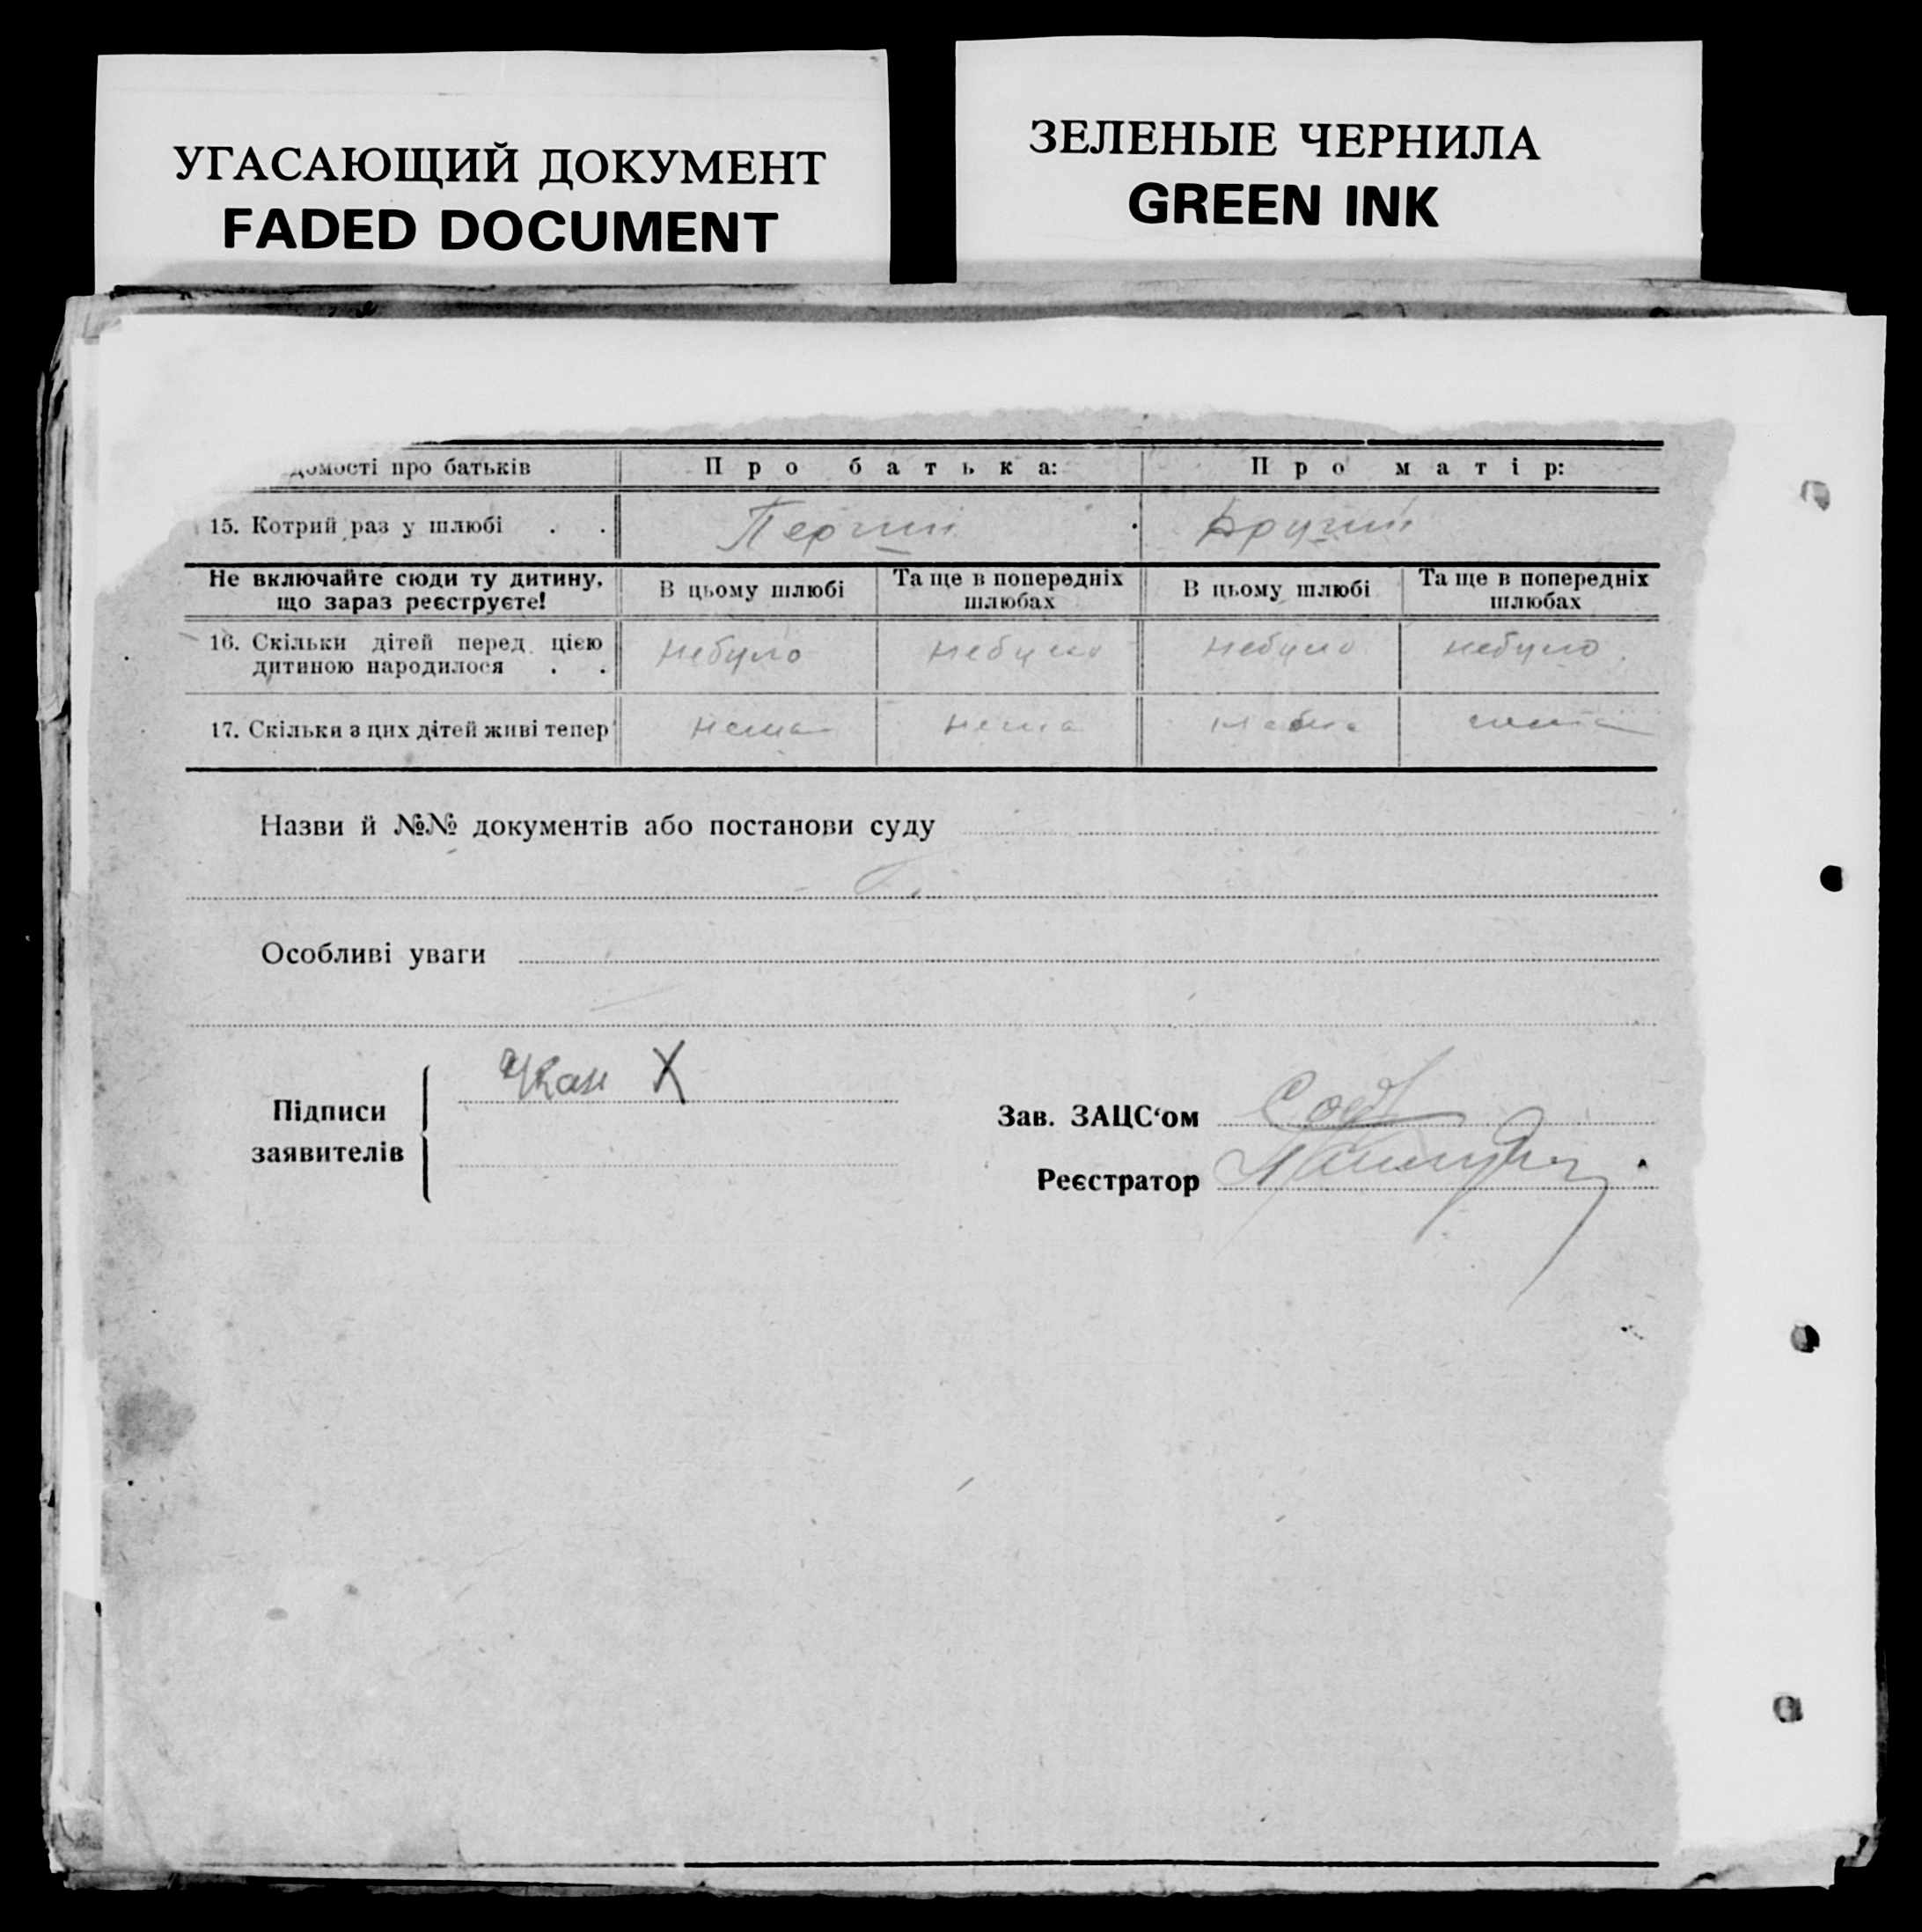 УГАСАЮЩИЙ ДОКУМЕНТ
FADED DOCUMENT
ЗЕЛЕНЫЕ ЧЕРНИЛА
GREEN INK
домості про батьків
Про батька:
Про матір:
15. Котрий раз у шлюбі . .
Перший
Другий
Не включайте сюди ту дитину,
що зараз реєструєте!
В цьому шлюбі
Та ще в попередніх
шлюбах
В цьому шлюбі
Та ще в попередніх
шлюбах
16. Скільки дітей перед цією
дитиною народилося . .
небуло
небуло
небуло
небуло
17. Скільки з цих дітей живі тепер
нема
нема
нема
нема
Назви й №№ документів або постанови суду
Особливі уваги
Підписи
заявителів
X
Зав. ЗАЦС‘ом
Реєстратор